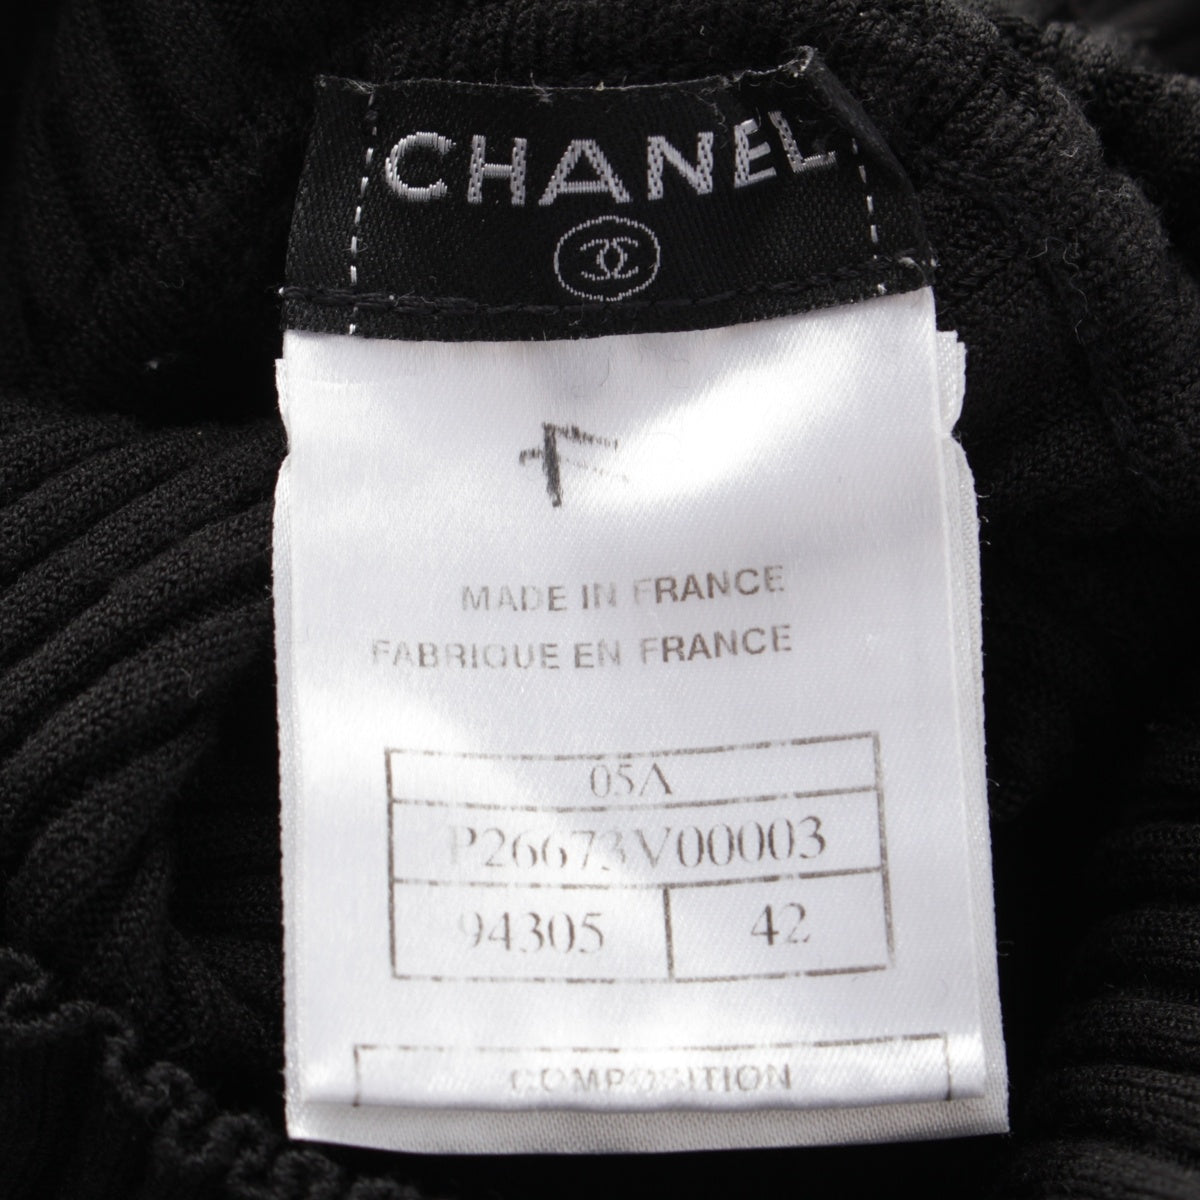 CHANEL
MADE IN FRANCE
FABRIQUE EN FRANCE
05A
P26673V00003
94305 42
COMPOSITION